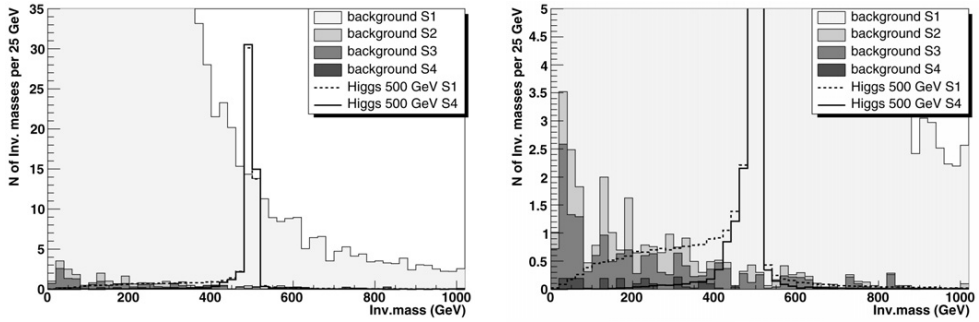 N of Inv. masses per 25 GeV
35
30
25
20
15
10
5
0
0
200
400
600
800
1000
Inv.mass (GeV)
background S1
background S2
background S3
background S4
Higgs 500 GeV S1
Higgs 500 GeV S4
N of Inv. masses per 25 GeV
5
4.5
4
3.5
3
2.5
2
1.5
1
0.5
0
0
200
400
600
800
1000
Inv.mass (GeV)
background S1
background S2
background S3
background S4
Higgs 500 GeV S1
Higgs 500 GeV S4